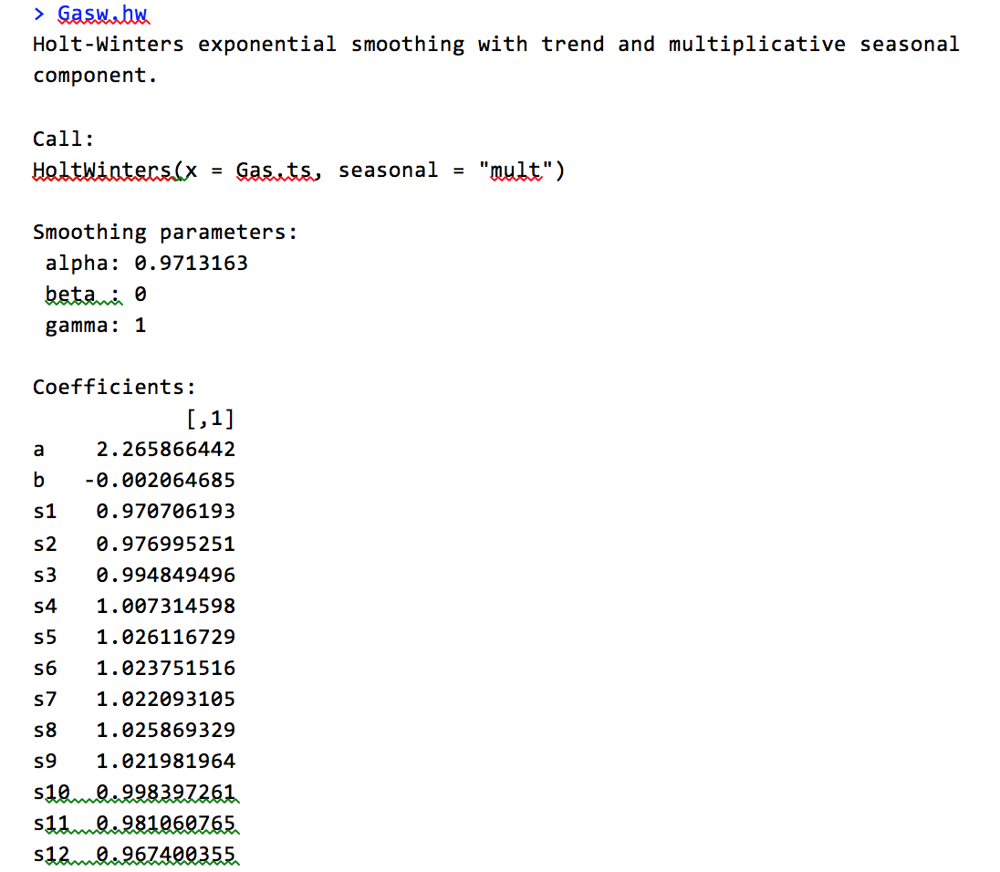 > Gasw.hw
Holt-Winters exponential smoothing with trend and multiplicative seasonal
component.
Call:
HoltWinters(x = Gas.ts, seasonal = "mult")
Smoothing parameters:
alpha: 0.9713163
beta : 0
gamma: 1
Coefficients:
[,1]
a 2.265866442
b -0.002064685
s1 0.970706193
s2 0.976995251
s3 0.994849496
s4 1.007314598
s5 1.026116729
s6 1.023751516
s7 1.022093105
s8 1.025869329
s9 1.021981964
s10 0.998397261
s11 0.981060765
s12 0.967400355